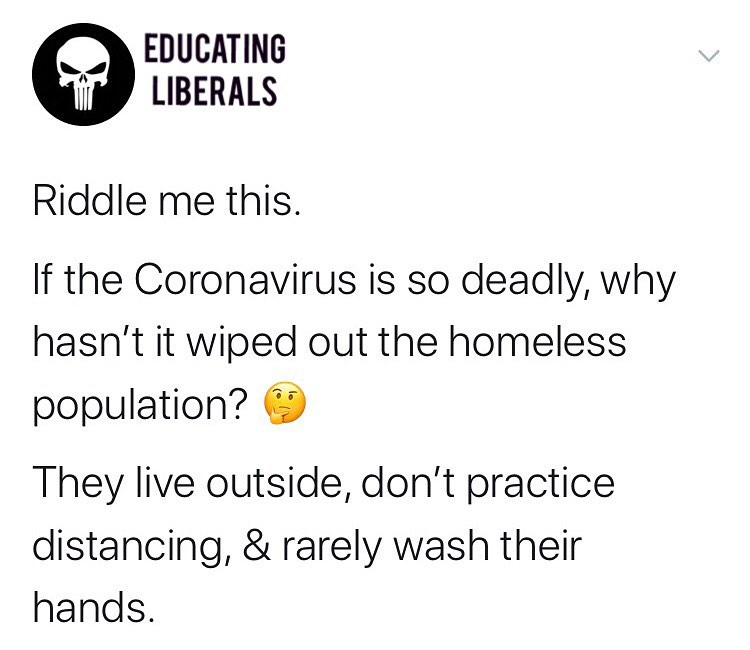 EDUCATING
LIBERALS
Riddle me this.
If the Coronavirus is so deadly, why
hasn't it wiped out the homeless
population? 🤔
They live outside, don't practice
distancing, & rarely wash their
hands.